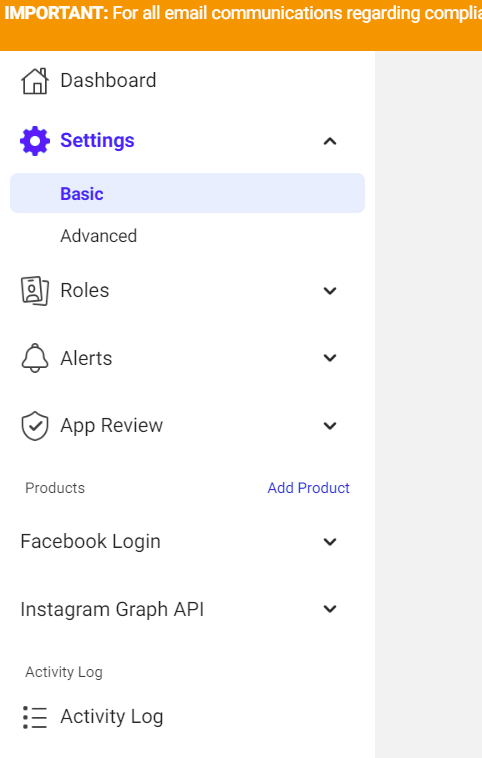 IMPORTANT: For all email communications regarding
Dashboard
Settings
Basic
Advanced
Roles
Alerts
App Review
Products Add Product
Facebook Login
Instagram Graph API
Activity Log
Activity Log